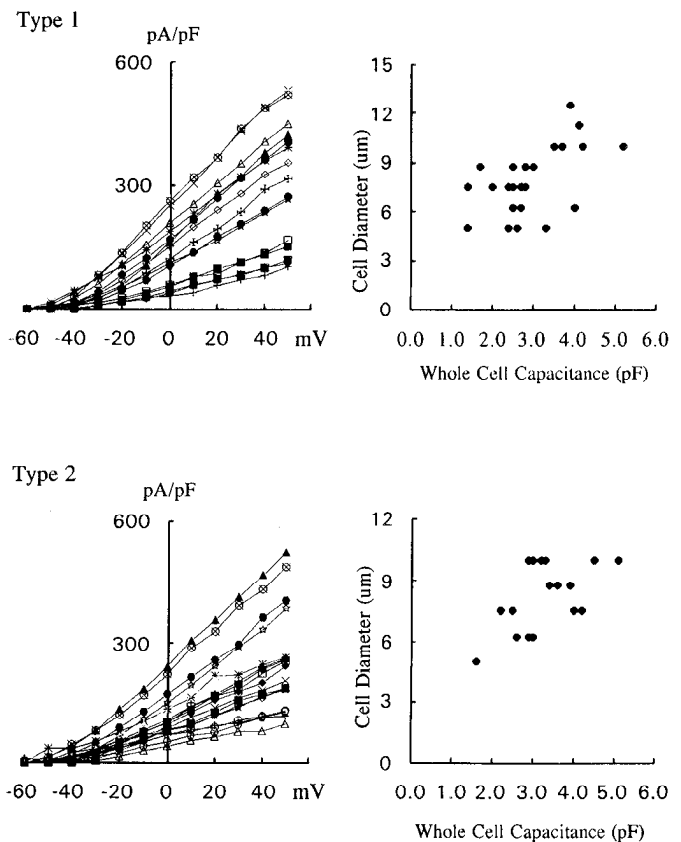 Type 1
pA/pF
600
300
-60 -40 -20 0 20 40 mV
15
12
9
6
3
0
Cell Diameter (um)
0.0 1.0 2.0 3.0 4.0 5.0 6.0
Whole Cell Capacitance (pF)
Type 2
pA/pF
600
300
-60 -40 -20 0 20 40 mV
12
9
6
3
0
Cell Diameter (um)
0.0 1.0 2.0 3.0 4.0 5.0 6.0
Whole Cell Capacitance (pF)